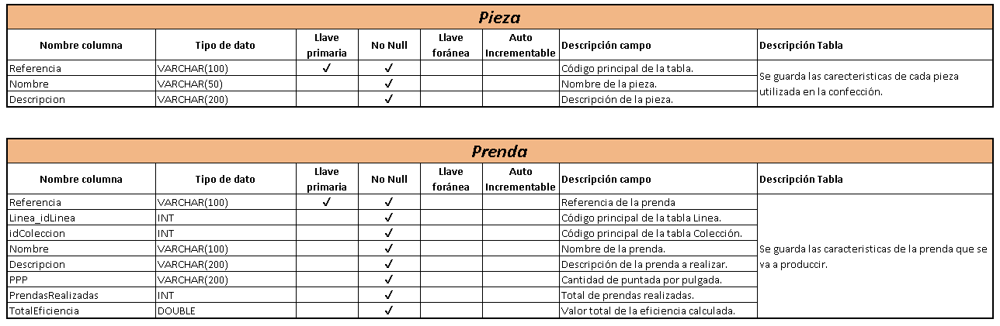 Pieza
Nombre columna Tipo de dato Llave primaria No Null Llave foránea Auto Incrementable Descripción campo Descripción Tabla
Referencia VARCHAR(100) ✓ ✓ Código principal de la tabla.
Nombre VARCHAR(50) ✓ Nombre de la pieza.
Descripcion VARCHAR(200) ✓ Descripción de la pieza.
Se guarda las carecteristicas de cada pieza
utilizada en la confección.
Prenda
Nombre columna Tipo de dato Llave primaria No Null Llave foránea Auto Incrementable Descripción campo Descripción Tabla
Referencia VARCHAR(100) ✓ ✓ Referencia de la prenda
Linea_idLinea INT ✓ Código principal de la tabla Linea.
idColeccion INT ✓ Código principal de la tabla Colección.
Nombre VARCHAR(100) ✓ Nombre de la prenda.
Descripcion VARCHAR(200) ✓ Descripción de la prenda a realizar.
PPP VARCHAR(200) ✓ Cantidad de puntada por pulgada.
PrendasRealizadas INT ✓ Total de prendas realizadas.
TotalEficiencia DOUBLE ✓ Valor total de la eficiencia calculada.
Se guarda las caracteristicas de la prenda que se
va a produccir.